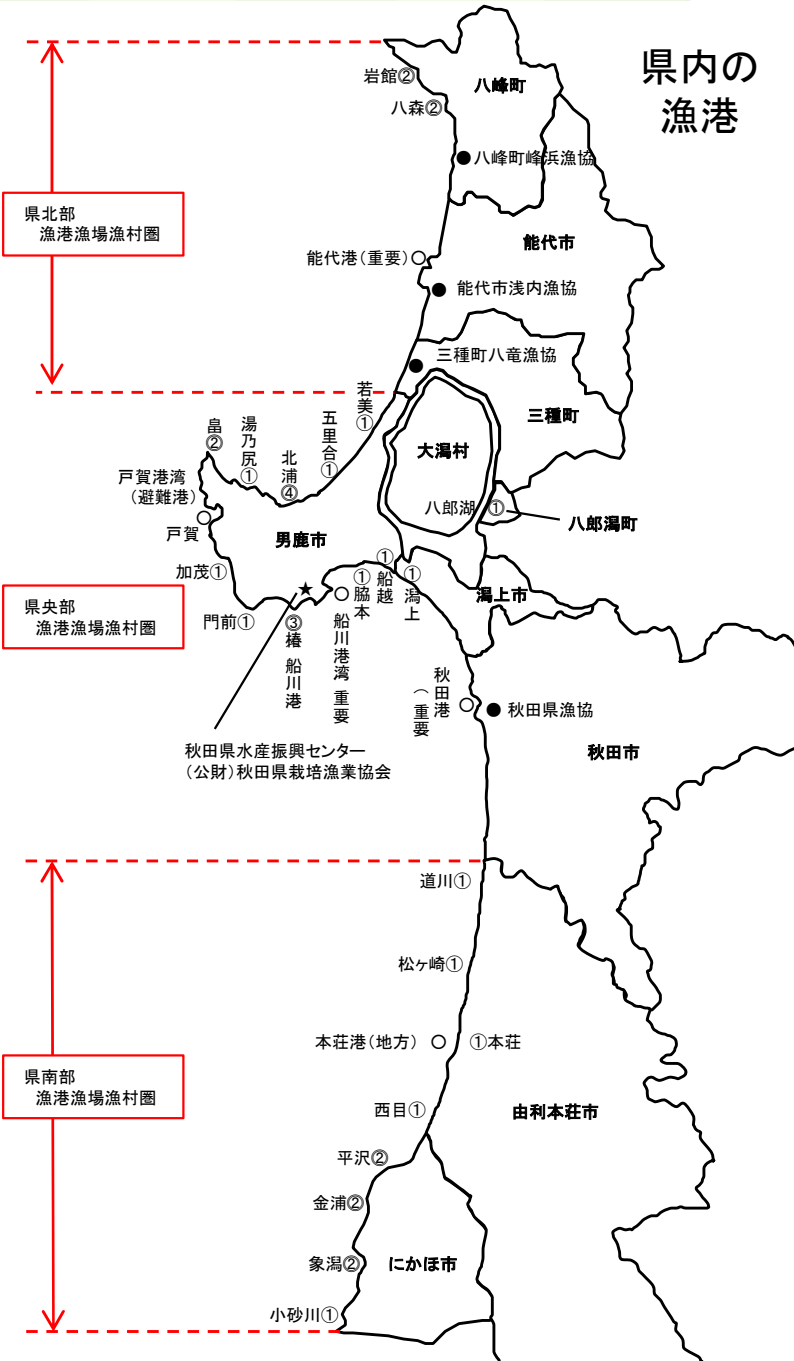 県内の
漁港
岩館②
八峰町
八森②
八峰町峰浜漁協
県北部
漁港漁場漁村圏
能代市
能代港(重要)
能代市浅内漁協
三種町八竜漁協
若美①
三種町
五里合①
畠②
湯乃尻①
北浦④
大潟村
戸賀港湾
(避難港)
八郎湖
①
八郎潟町
戸賀
男鹿市
加茂①
①船越
①潟上
①脇本
潟上市
県央部
漁港漁場漁村圏
門前①
③椿 船川港
船川港湾 重要
秋田港
(重要
秋田県漁協
秋田県水産振興センター
(公財)秋田県栽培漁業協会
秋田市
道川①
松ヶ崎①
本荘港(地方)
①本荘
県南部
漁港漁場漁村圏
西目①
由利本荘市
平沢②
金浦②
象潟②
にかほ市
小砂川①